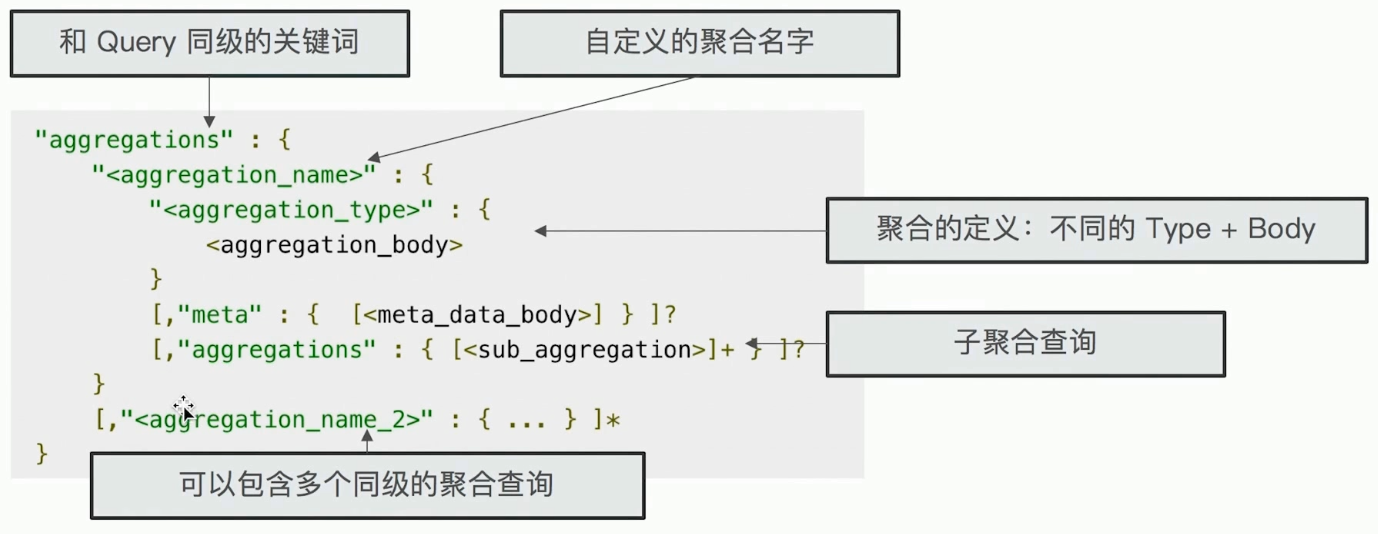 和 Query 同级的关键词
自定义的聚合名字
"aggregations" : {
"<aggregation_name>" : {
"<aggregation_type>" : {
<aggregation_body>
聚合的定义：不同的 Type + Body
}
[,"meta" : {  [<meta_data_body>] } ]?
[,"aggregations" : { [<sub_aggregation>]+ } ]?
子聚合查询
}
[,"<aggregation_name_2>" : { ... } ]*
}
可以包含多个同级的聚合查询